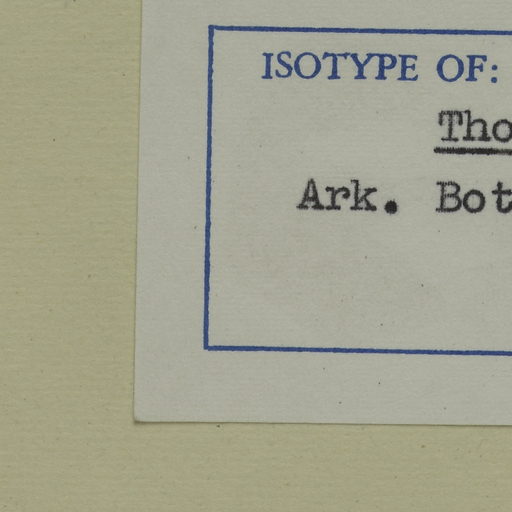 ISOTYPE OF:
Tho
Ark. Bot